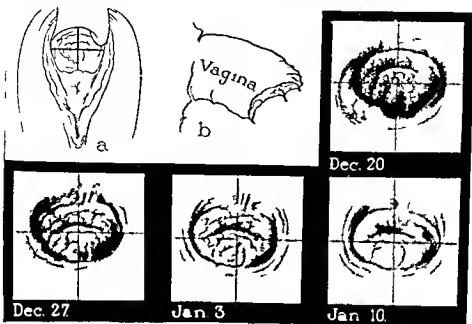 a
Vagina
b
Dec. 20
Dec. 27.
Jan. 3
Jan 10.